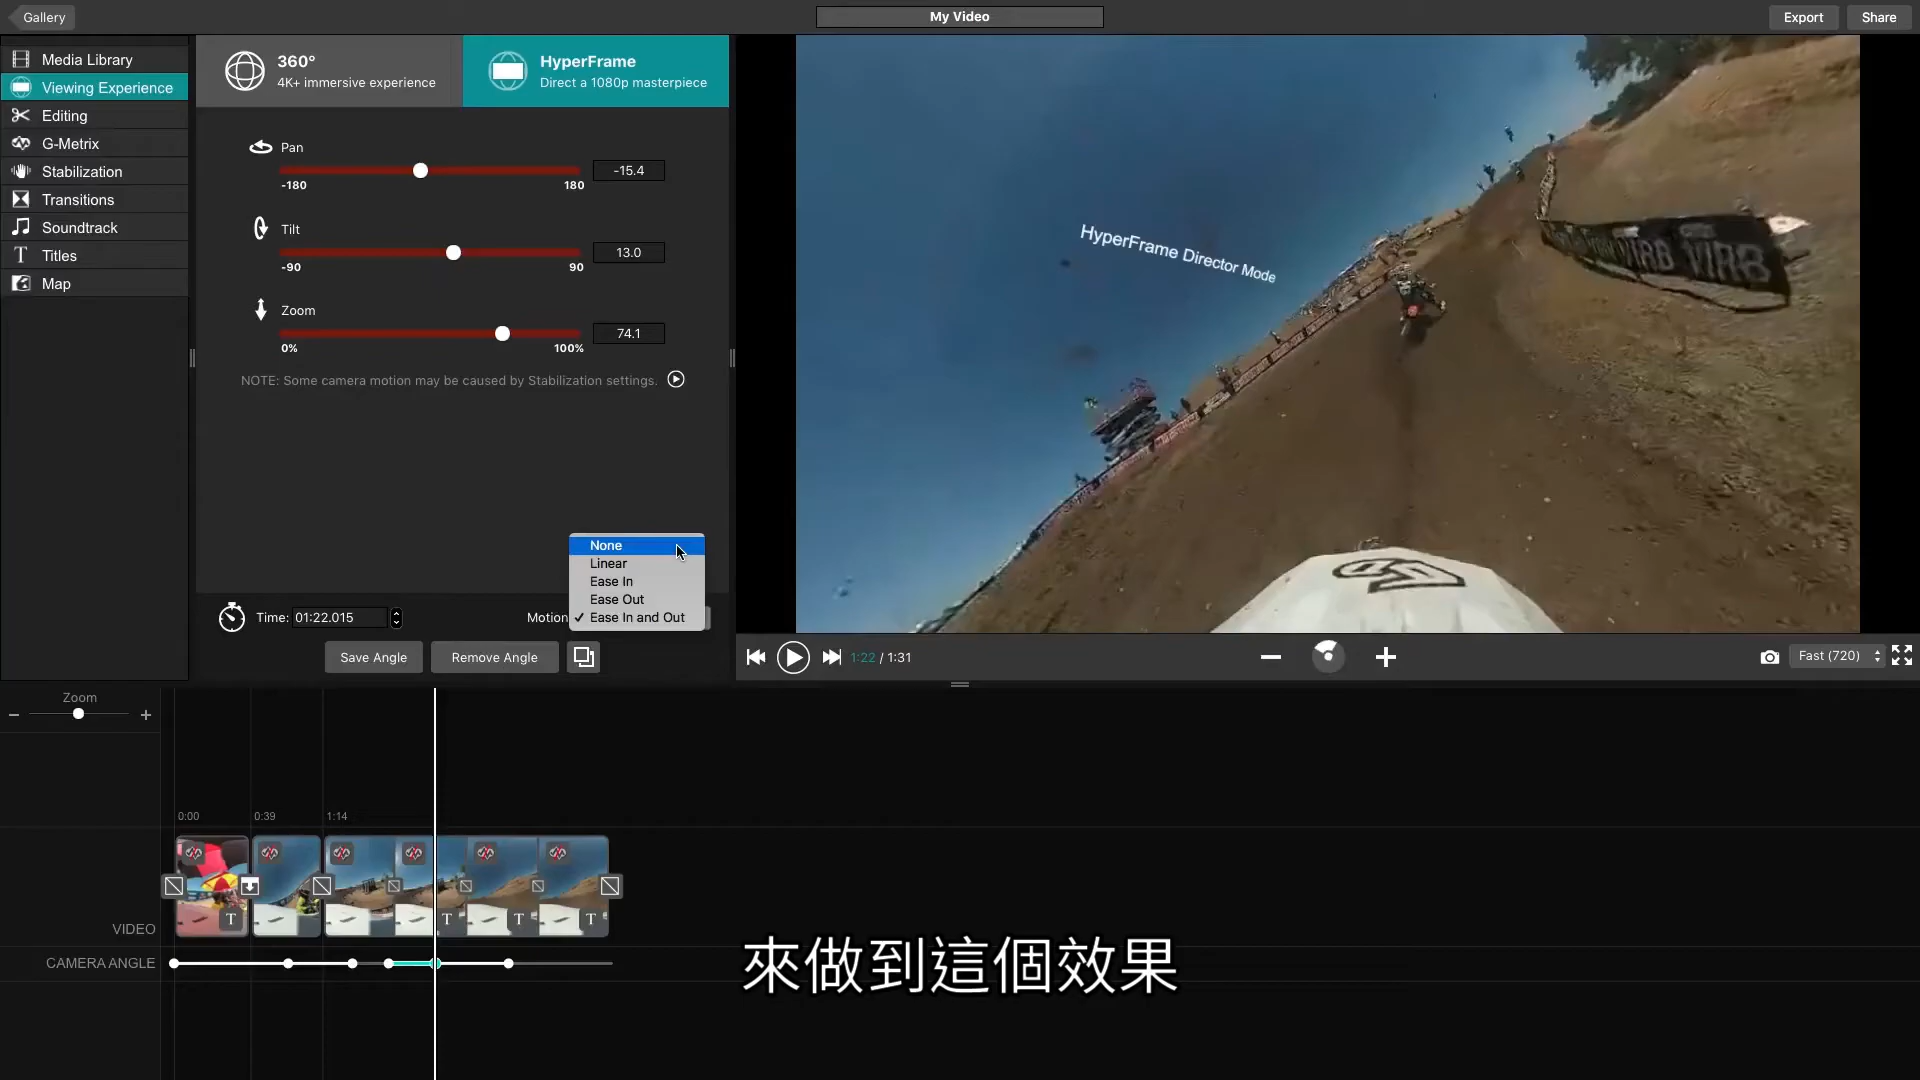 Gallery
My Video
Export
Share
Media Library
Viewing Experience
Editing
G-Metrix
Stabilization
Transitions
Soundtrack
Titles
Map
360°
4K+ immersive experience
HyperFrame
Direct a 1080p masterpiece
Pan
-15.4
-180
180
Tilt
13.0
-90
90
Zoom
74.1
0%
100%
NOTE: Some camera motion may be caused by Stabilization settings.
None
Linear
Ease In
Ease Out
✓ Ease In and Out
Time: 01:22.015
Motion
Save Angle
Remove Angle
HyperFrame Director Mode
VIRB VIRB
1:22 / 1:31
Fast (720)
Zoom
0:00
0:39
1:14
T
T
T
T
VIDEO
CAMERA ANGLE
來做到這個效果